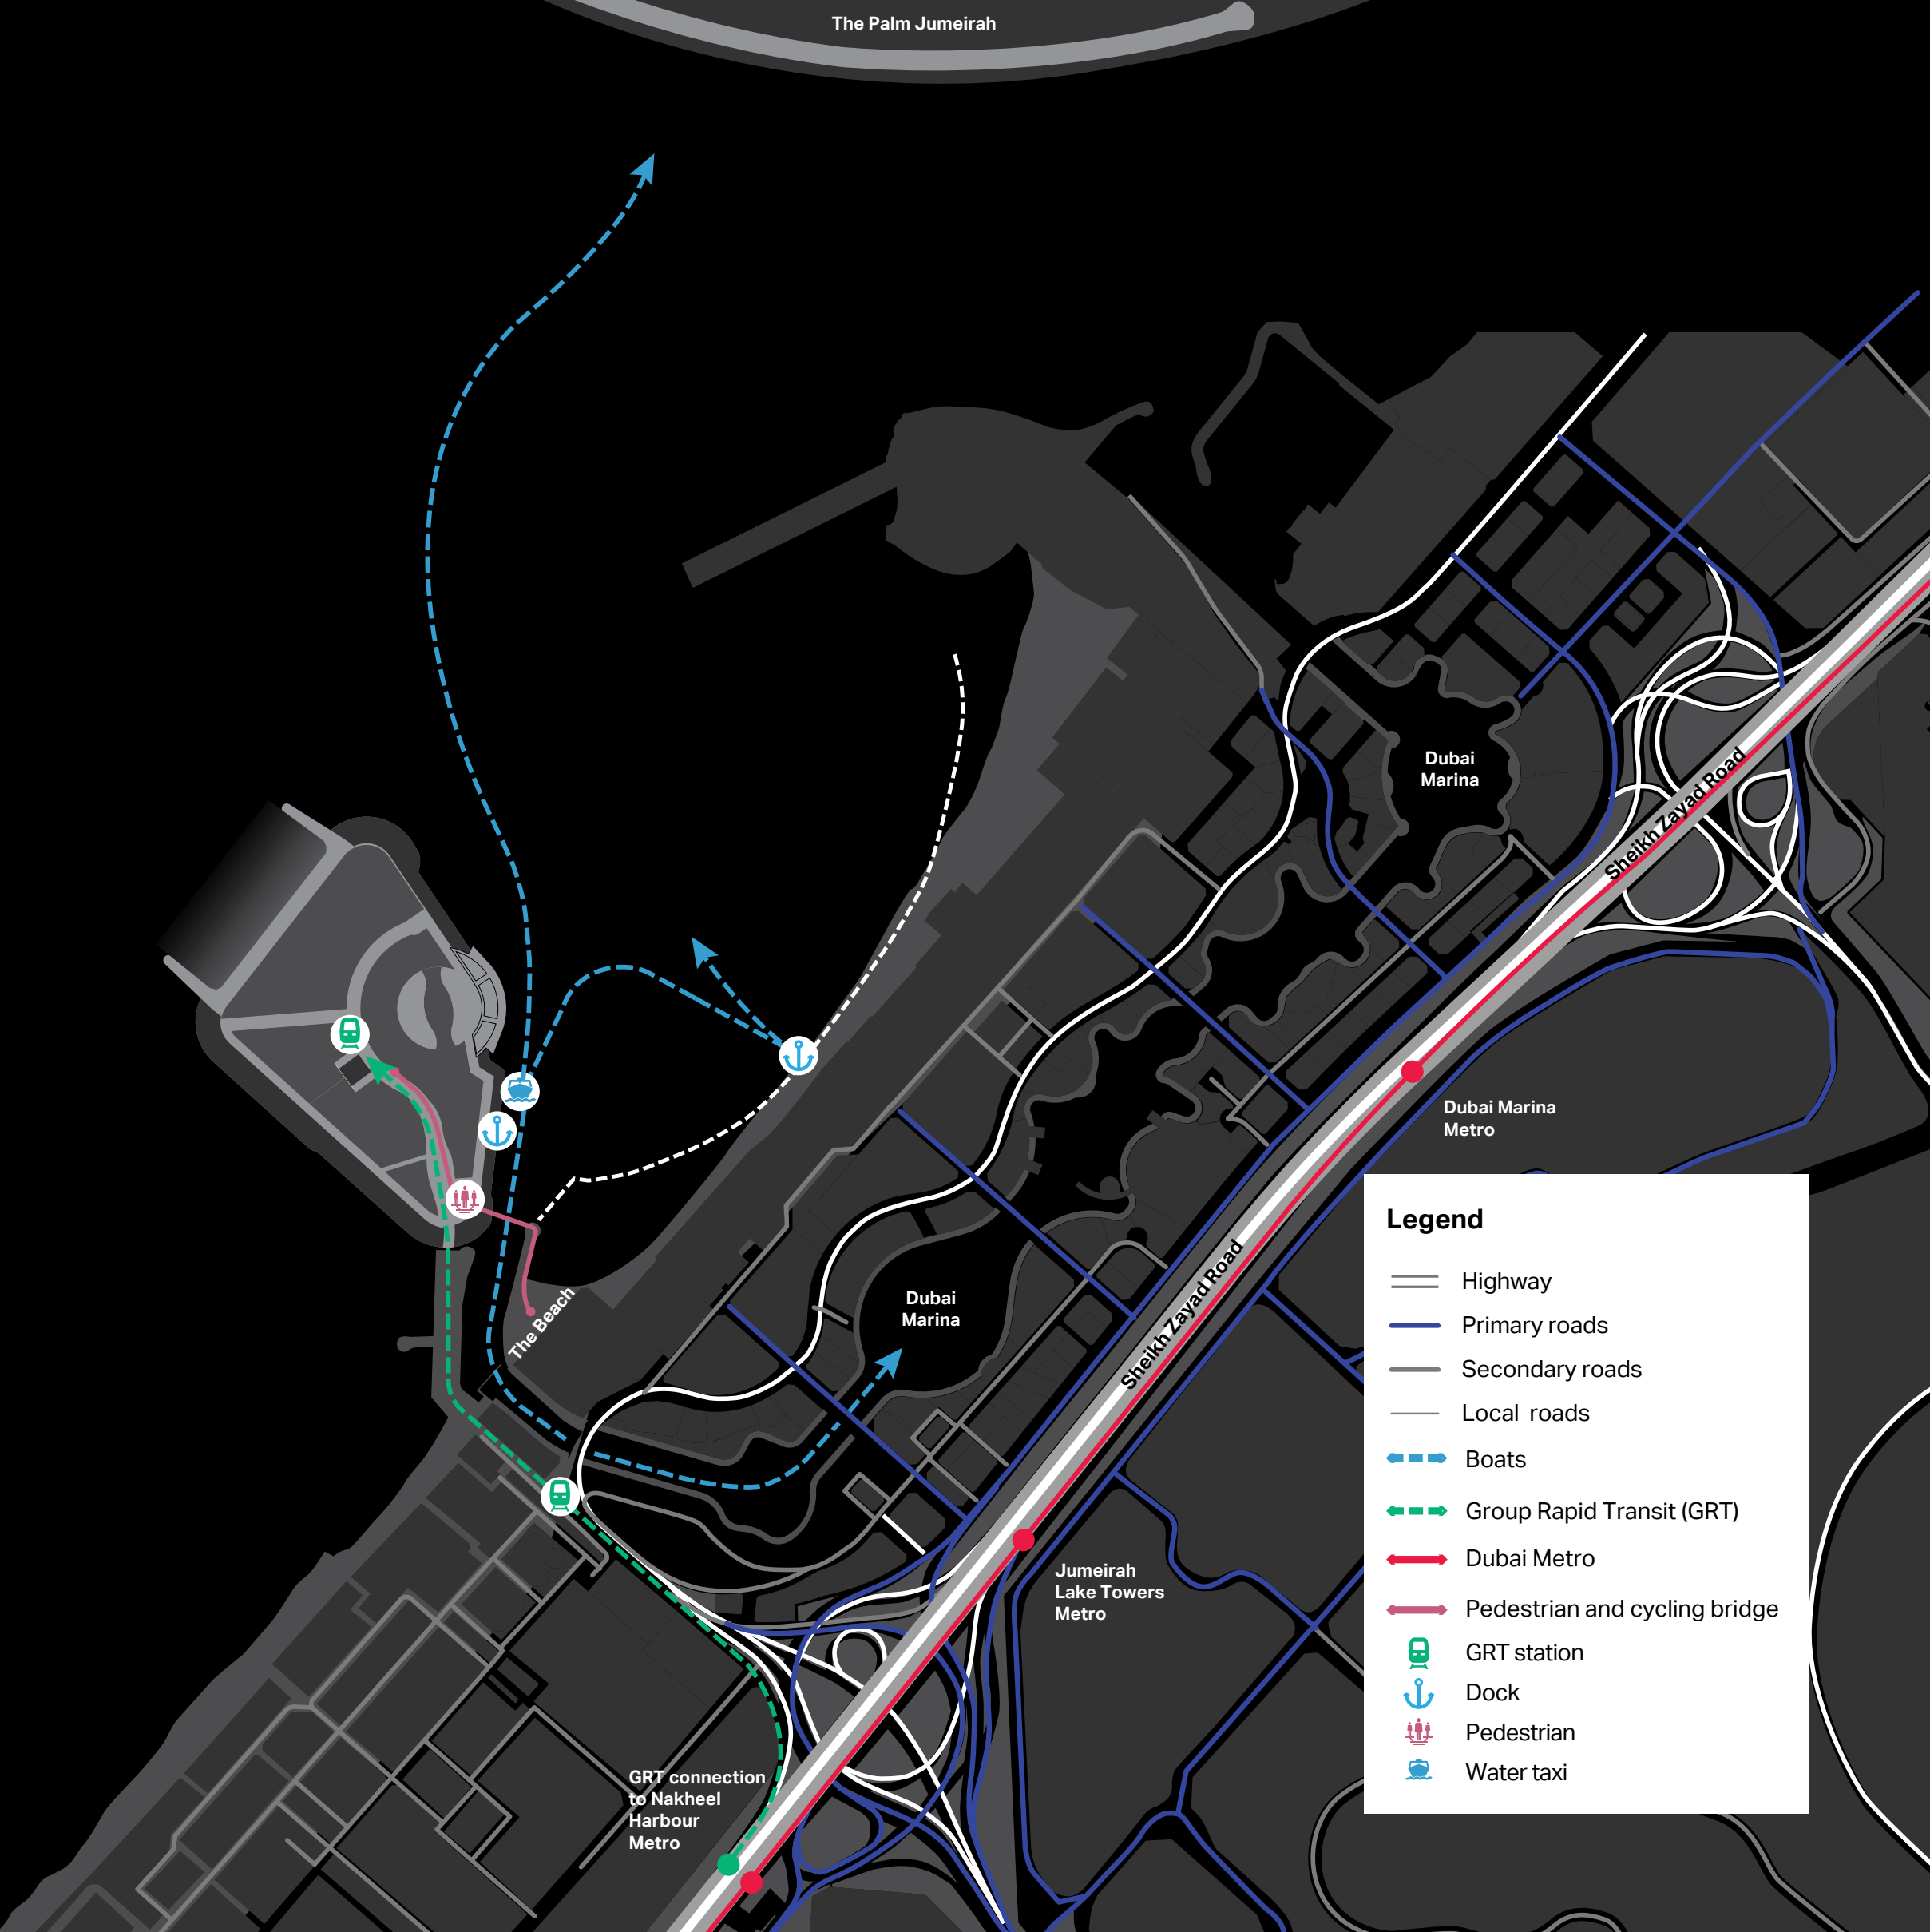 The Palm Jumeirah
Dubai
Marina
Sheikh Zayad Road
Dubai Marina
Metro
Sheikh Zayad Road
Dubai
Marina
The Beach
Jumeirah
Lake Towers
Metro
GRT connection
to Nakheel
Harbour
Metro
Legend
Highway
Primary roads
Secondary roads
Local roads
Boats
Group Rapid Transit (GRT)
Dubai Metro
Pedestrian and cycling bridge
GRT station
Dock
Pedestrian
Water taxi